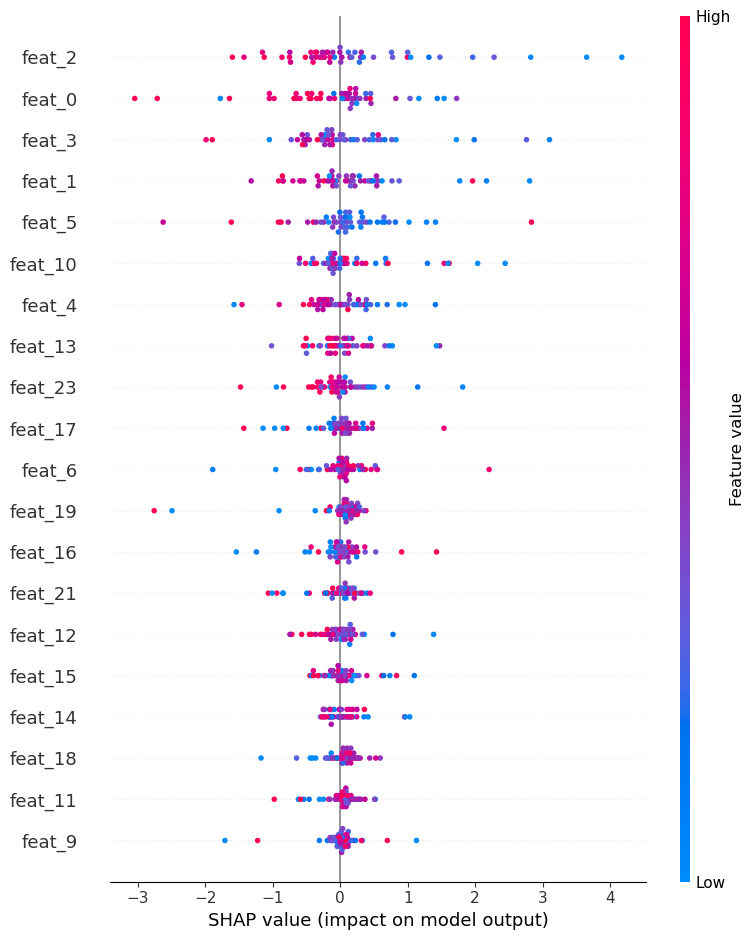 High
feat_2
feat_0
feat_3
feat_1
feat_5
feat_10
feat_4
feat_13
feat_23
feat_17
feat_6
feat_19
feat_16
feat_21
feat_12
feat_15
feat_14
feat_18
feat_11
feat_9
Feature value
Low
−3 −2 −1 0 1 2 3 4
SHAP value (impact on model output)